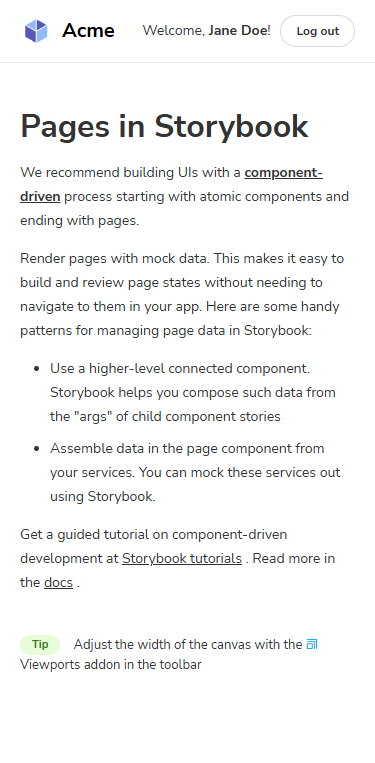 Acme
Welcome, Jane Doe!
Log out
Pages in Storybook
We recommend building UIs with a component-
driven process starting with atomic components and
ending with pages.
Render pages with mock data. This makes it easy to
build and review page states without needing to
navigate to them in your app. Here are some handy
patterns for managing page data in Storybook:
Use a higher-level connected component.
Storybook helps you compose such data from
the "args" of child component stories
Assemble data in the page component from
your services. You can mock these services out
using Storybook.
Get a guided tutorial on component-driven
development at Storybook tutorials . Read more in
the docs .
Tip Adjust the width of the canvas with the
Viewports addon in the toolbar